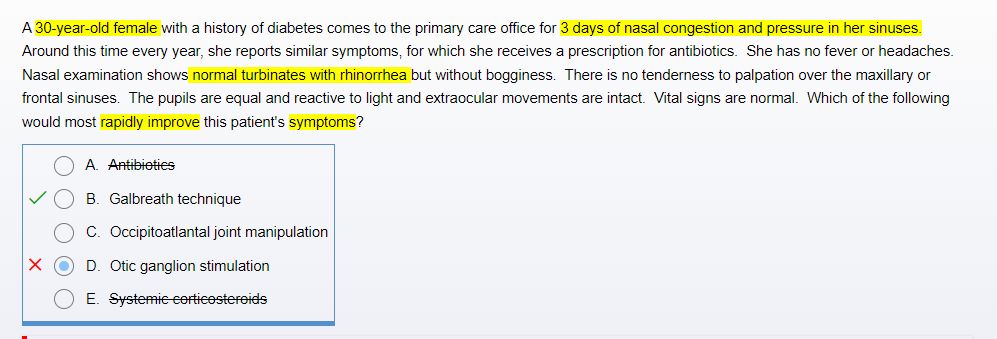 A 30-year-old female with a history of diabetes comes to the primary care office for 3 days of nasal congestion and pressure in her sinuses.
Around this time every year, she reports similar symptoms, for which she receives a prescription for antibiotics.  She has no fever or headaches.
Nasal examination shows normal turbinates with rhinorrhea but without bogginess.  There is no tenderness to palpation over the maxillary or
frontal sinuses.  The pupils are equal and reactive to light and extraocular movements are intact.  Vital signs are normal.  Which of the following
would most rapidly improve this patient's symptoms?
A. Antibiotics
B. Galbreath technique
C. Occipitoatlantal joint manipulation
D. Otic ganglion stimulation
E. Systemic corticosteroids